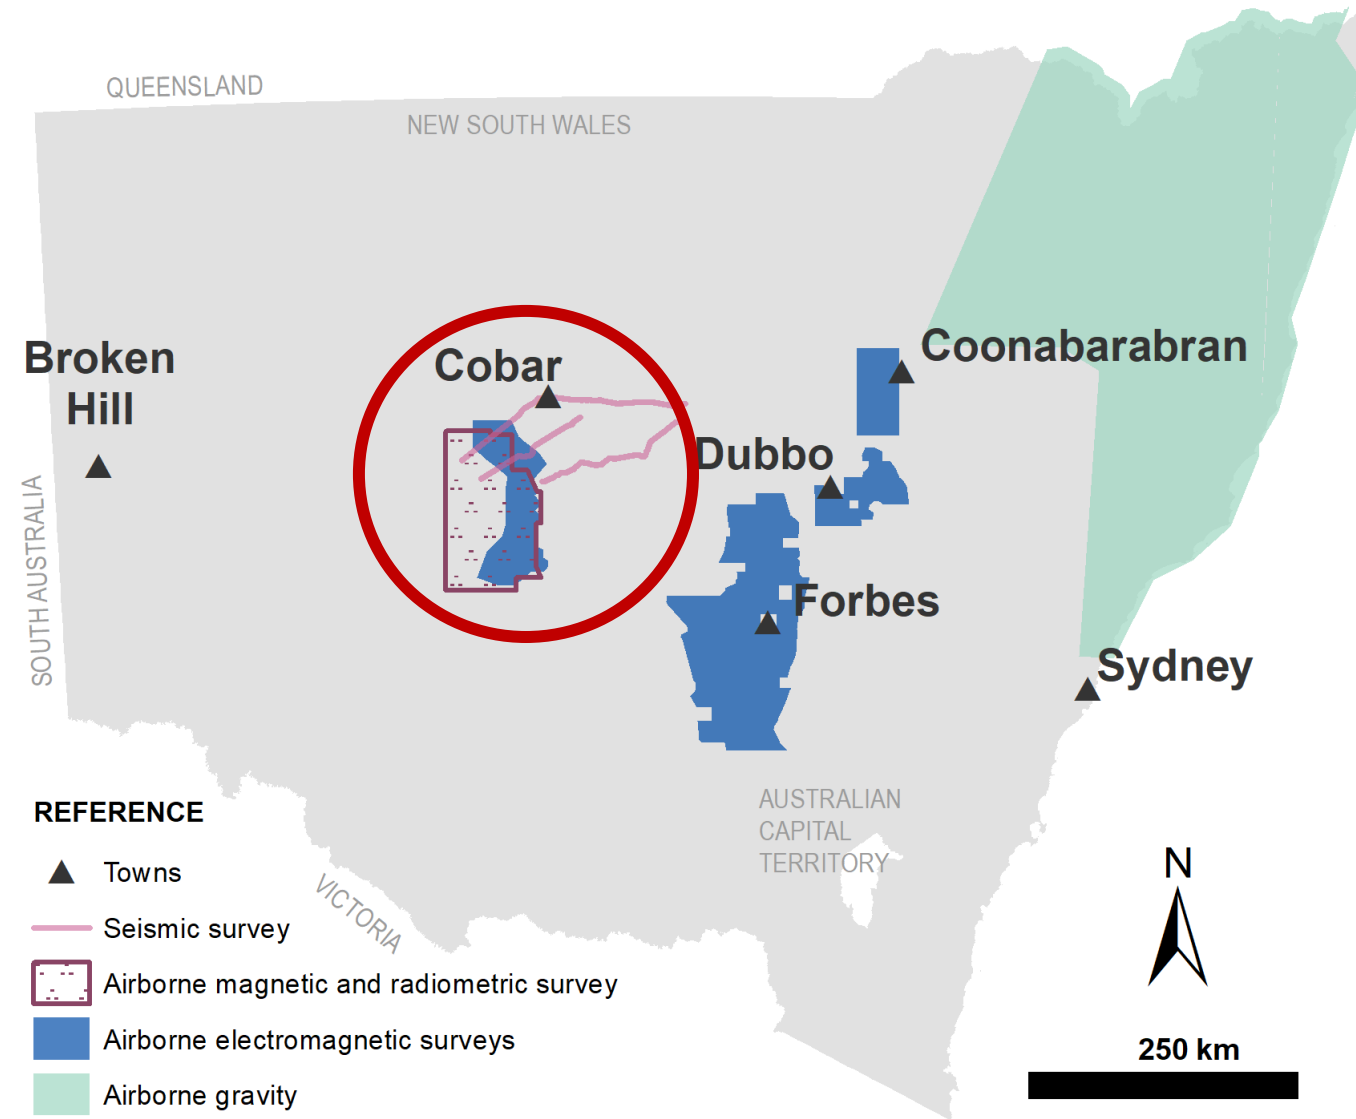 QUEENSLAND
NEW SOUTH WALES
Broken
Hill
Cobar
Coonabarabran
Dubbo
SOUTH AUSTRALIA
Forbes
Sydney
AUSTRALIAN
CAPITAL
TERRITORY
VICTORIA
REFERENCE
Towns
Seismic survey
Airborne magnetic and radiometric survey
Airborne electromagnetic surveys
Airborne gravity
N
250 km